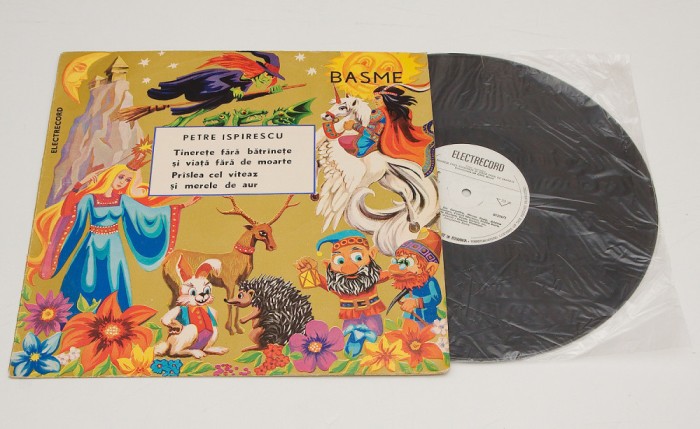 ELECTRECORD
BASME
PETRE ISPIRESCU
Tinerețe fără bătrînețe
și viață fără de moarte
Prîslea cel viteaz
și merele de aur
ELECTRECORD